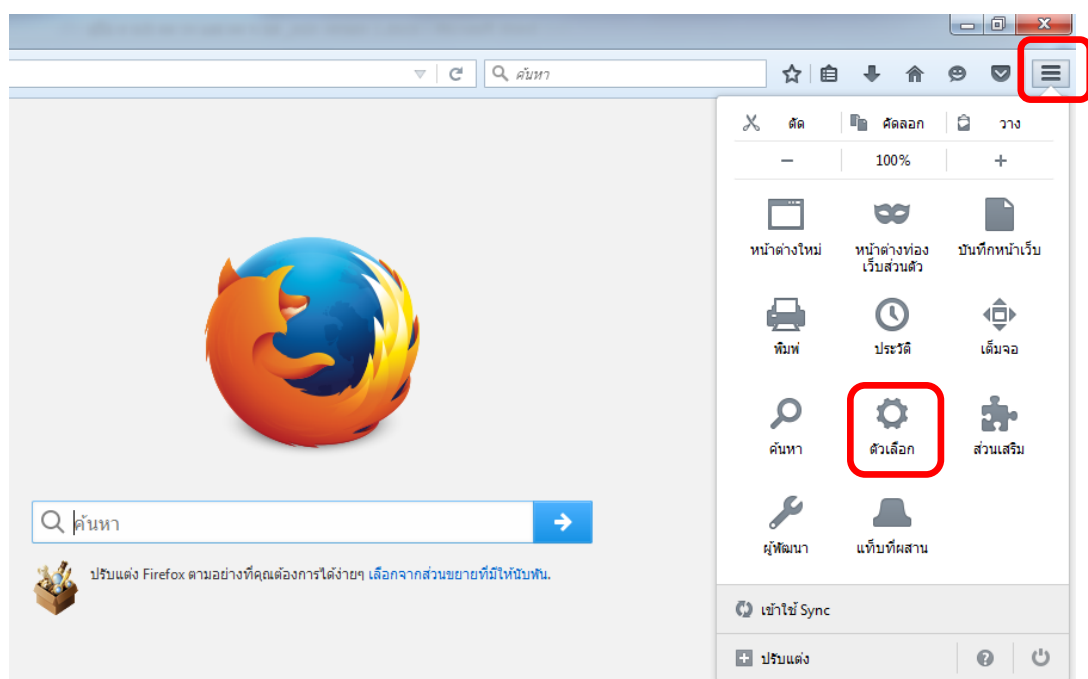 ค้นหา
ตัด คัดลอก วาง
− 100% +
หน้าต่างใหม่ หน้าต่างท่อง บันทึกหน้าเว็บ
เว็บส่วนตัว
พิมพ์ ประวัติ เต็มจอ
ค้นหา ตัวเลือก ส่วนเสริม
ผู้พัฒนา แท็บที่ผสาน
ค้นหา
ปรับแต่ง Firefox ตามอย่างที่คุณต้องการได้ง่ายๆ เลือกจากส่วนขยายที่มีให้นับพัน.
เข้าใช้ Sync
ปรับแต่ง